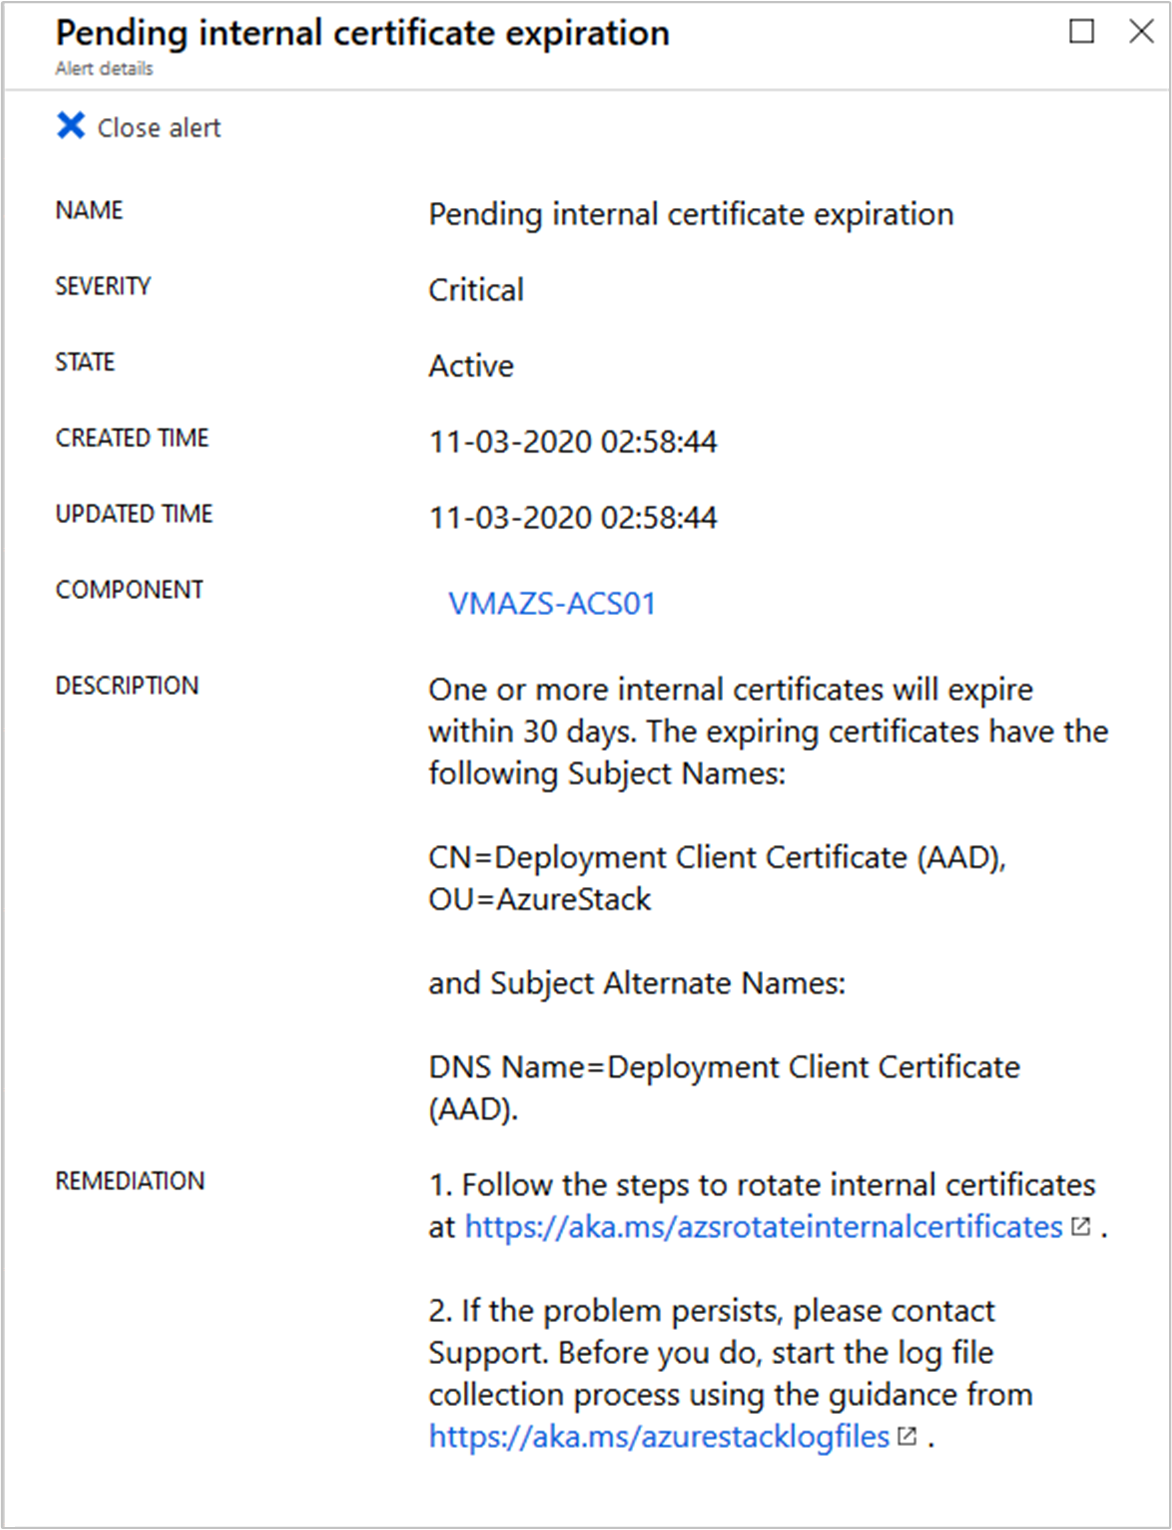 Pending internal certificate expiration
Alert details
Close alert
NAME
Pending internal certificate expiration
SEVERITY
Critical
STATE
Active
CREATED TIME
11-03-2020 02:58:44
UPDATED TIME
11-03-2020 02:58:44
COMPONENT
VMAZS-ACS01
DESCRIPTION
One or more internal certificates will expire
within 30 days. The expiring certificates have the
following Subject Names:
CN=Deployment Client Certificate (AAD),
OU=AzureStack
and Subject Alternate Names:
DNS Name=Deployment Client Certificate
(AAD).
REMEDIATION
1. Follow the steps to rotate internal certificates
at https://aka.ms/azsrotateinternalcertificates .
2. If the problem persists, please contact
Support. Before you do, start the log file
collection process using the guidance from
https://aka.ms/azurestacklogfiles .